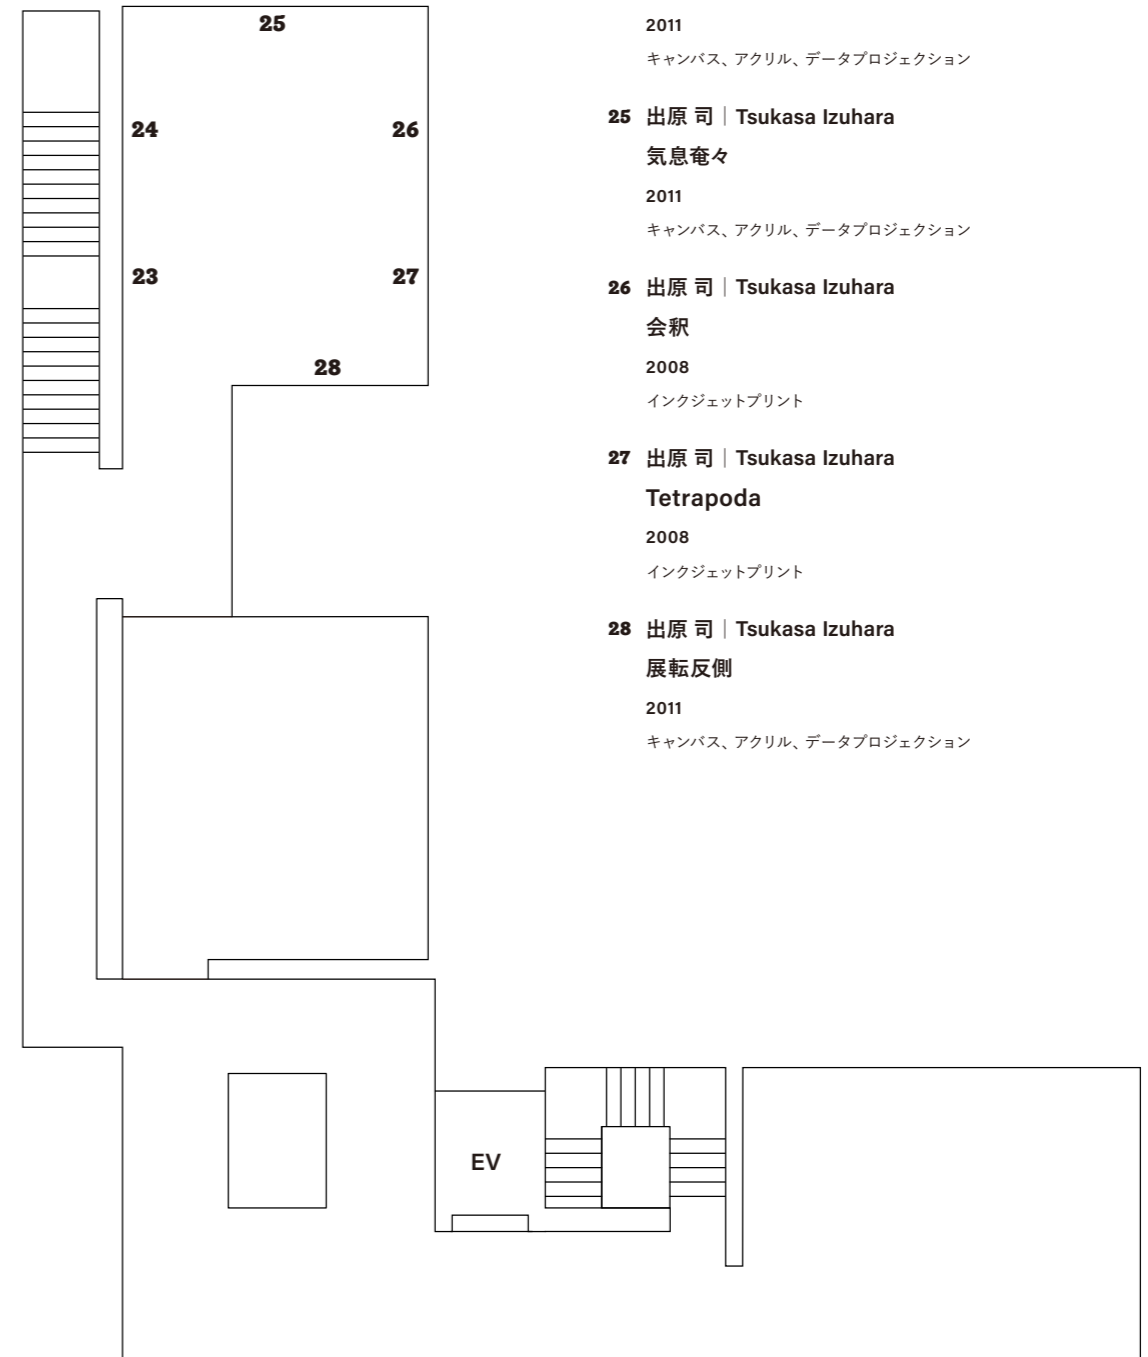 25
24
26
23
27
28
EV
2011
キャンバス、アクリル、データプロジェクション
25 出原 司｜Tsukasa Izuhara
気息奄々
2011
キャンバス、アクリル、データプロジェクション
26 出原 司｜Tsukasa Izuhara
会釈
2008
インクジェットプリント
27 出原 司｜Tsukasa Izuhara
Tetrapoda
2008
インクジェットプリント
28 出原 司｜Tsukasa Izuhara
展転反側
2011
キャンバス、アクリル、データプロジェクション